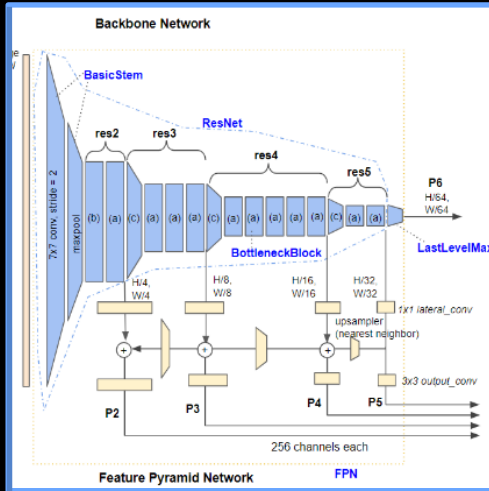 Backbone Network
BasicStem
ResNet
res2
res3
res4
res5
7x7 conv, stride = 2
maxpool
(b)
(a)
(c)
(a)
(a)
(a)
(c)
(a)
(a)
(a)
(a)
(a)
(c)
(a)
(a)
P6
H/64,
W/64
LastLevelMax
BottleneckBlock
H/4,
W/4
H/8,
W/8
H/16,
W/16
H/32,
W/32
1x1 lateral_conv
upsampler
(nearest neighbor)
3x3 output_conv
P2
P3
P4
P5
256 channels each
Feature Pyramid Network
FPN